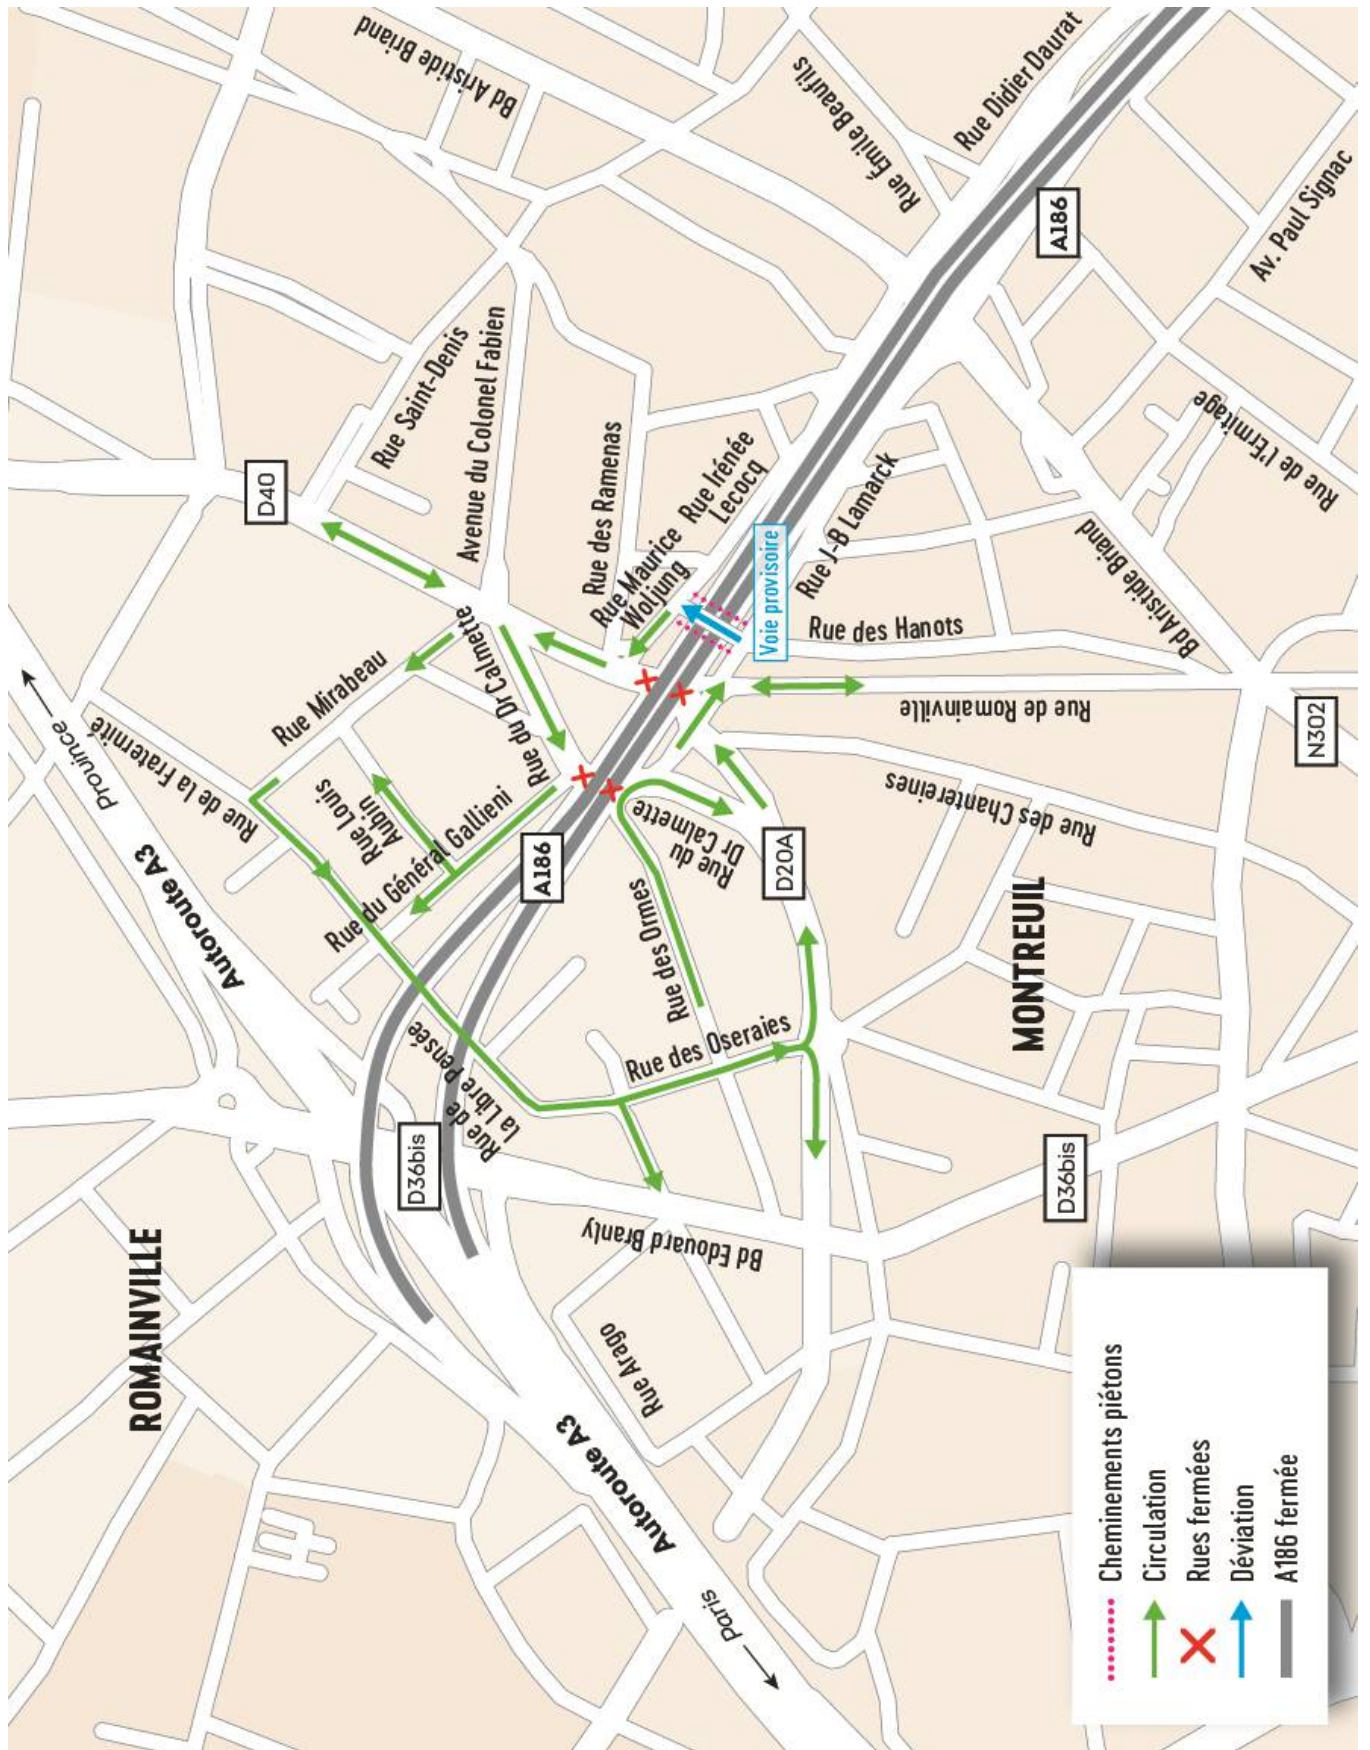 ROMAINVILLE
MONTREUIL
Province
Autoroute A3
Autoroute A3
Paris
Rue de la Fraternité
Rue Mirabeau
Rue Louis
Aubin
Rue du Général Gallieni
Rue du Dr Calmette
D40
Rue Saint-Denis
Avenue du Colonel Fabien
Rue des Ramenas
Rue Maurice
Woljung
Rue Irénée
Lecocq
Bd Aristide Briand
Rue Émile Beaufils
Rue Didier Daurat
A186
Av. Paul Signac
Rue de l'Ermitage
Bd Aristide Briand
Rue J-B Lamarck
Voie provisoire
Rue des Hanots
Rue de Romainville
N302
Rue des Chantereines
A186
Rue du
Dr Calmette
D20A
Rue des Ormes
Rue des Oseraies
Rue de
la Libre Pensée
D36bis
Bd Edouard Branly
Rue Arago
D36bis
Cheminements piétons
Circulation
Rues fermées
Déviation
A186 fermée